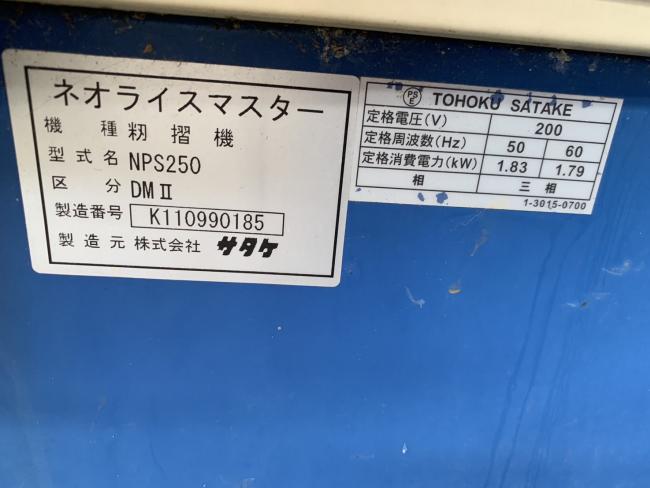 ネオライスマスター
機 種 籾 摺 機
型 式 名 NPS250
区 分 DMⅡ
製造番号 K110990185
製 造 元 株式会社 サタケ
PS E TOHOKU SATAKE
定格電圧(V) 200
定格周波数(Hz) 50 60
定格消費電力(kW) 1.83 1.79
相 三 相
1-3015-0700